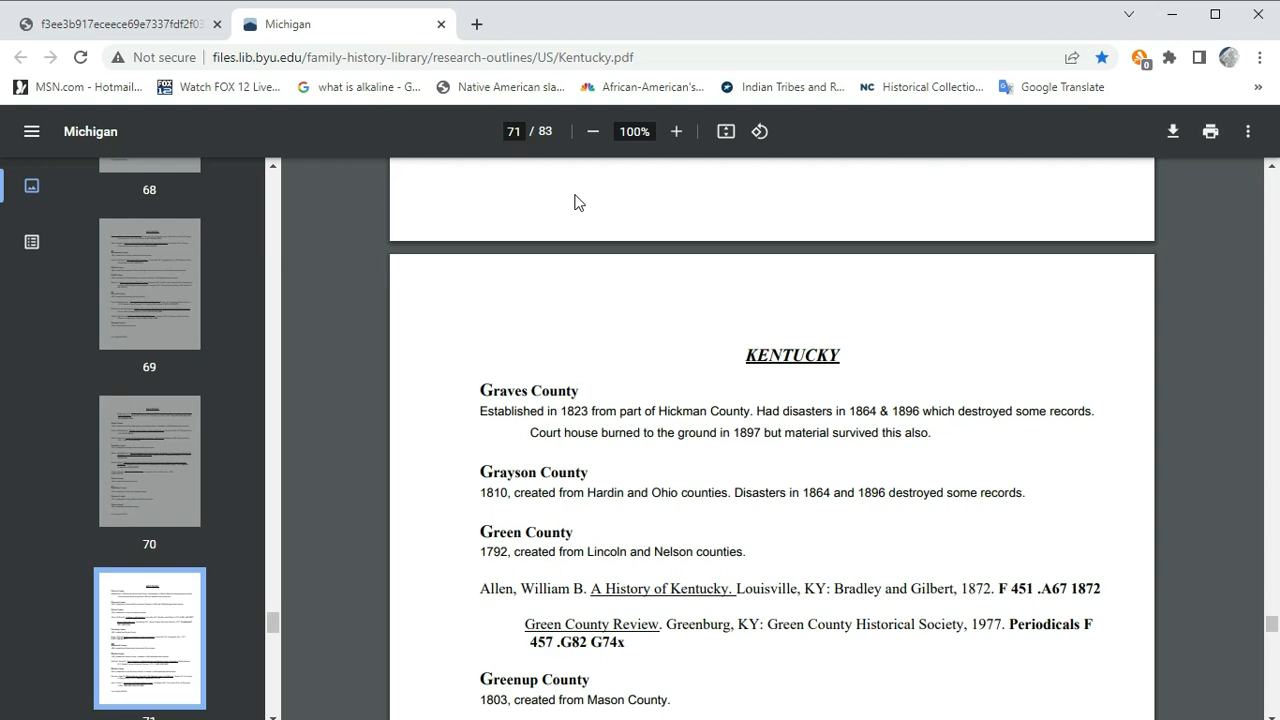 f3ee3b917eceece69e7337fdf2f03
Michigan
Not secure
files.lib.byu.edu/family-history-library/research-outlines/US/Kentucky.pdf
0
MSN.com - Hotmail...
Watch FOX 12 Live...
G what is alkaline - G...
Native American sla...
African-American's...
Indian Tribes and R...
NC Historical Collectio...
Google Translate
»
Michigan
71 / 83
100%
68
69
70
KENTUCKY
Graves County
Established in 1823 from part of Hickman County. Had disasters in 1864 & 1896 which destroyed some records.
Court house burned to the ground in 1897 but material survived this also.
Grayson County
1810, created from Hardin and Ohio counties. Disasters in 1864 and 1896 destroyed some records.
Green County
1792, created from Lincoln and Nelson counties.
Allen, William B. A History of Kentucky. Louisville, KY: Bradley and Gilbert, 1872. F 451 .A67 1872
Green County Review. Greenburg, KY: Green County Historical Society, 1977. Periodicals F
457 .G82 G74x
Greenup County
1803, created from Mason County.